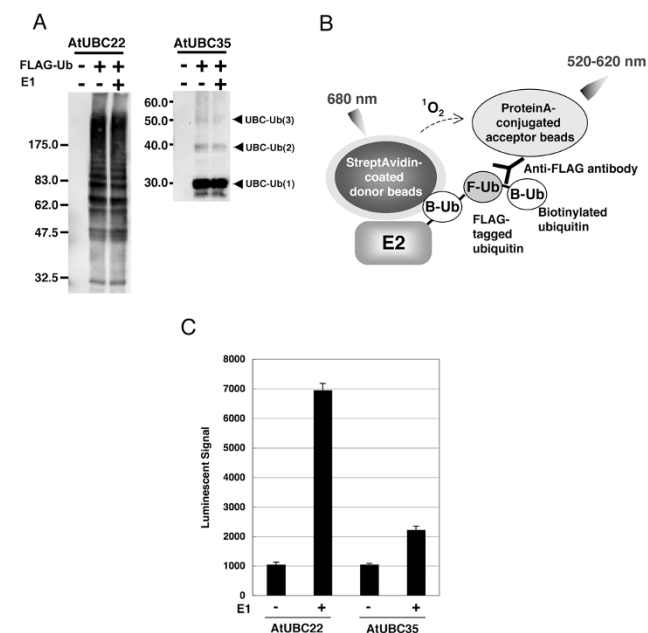 A
AtUBC22
FLAG-Ub - + +
E1 - - +
175.0
83.0
62.0
47.5
32.5
AtUBC35
- + +
- - +
60.0
50.0
40.0
30.0
UBC-Ub(3)
UBC-Ub(2)
UBC-Ub(1)
B
680 nm
¹O₂
520-620 nm
ProteinA-
conjugated
acceptor beads
StreptAvidin-
coated
donor beads
Anti-FLAG antibody
B-Ub
F-Ub
B-Ub
E2
FLAG-
tagged
ubiquitin
Biotinylated
ubiquitin
C
Luminescent Signal
8000
7000
6000
5000
4000
3000
2000
1000
0
E1 - + - +
AtUBC22 AtUBC35